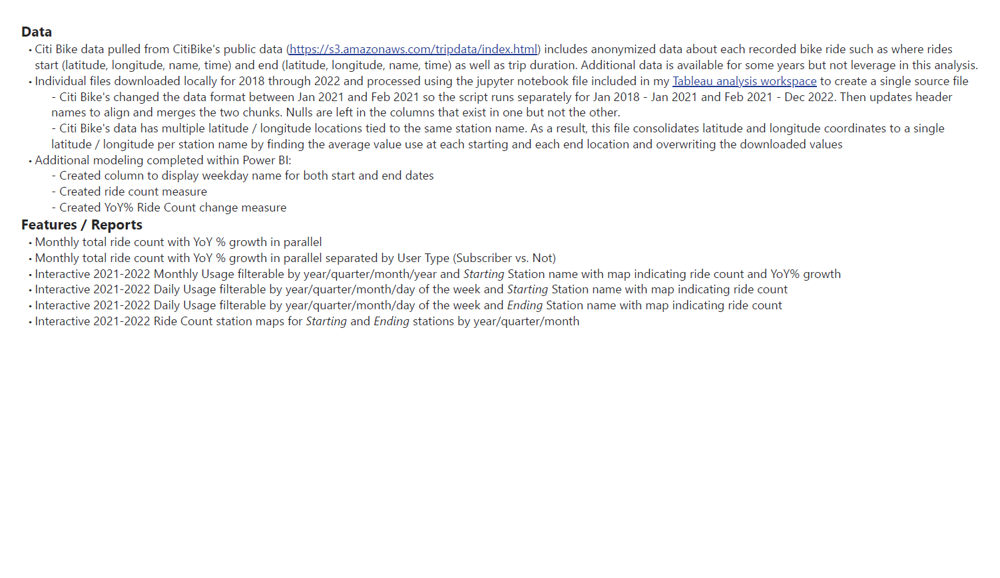 Data
• Citi Bike data pulled from CitiBike's public data (https://s3.amazonaws.com/tripdata/index.html) includes anonymized data about each recorded bike ride such as where rides
start (latitude, longitude, name, time) and end (latitude, longitude, name, time) as well as trip duration. Additional data is available for some years but not leverage in this analysis.
• Individual files downloaded locally for 2018 through 2022 and processed using the jupyter notebook file included in my Tableau analysis workspace to create a single source file
- Citi Bike's changed the data format between Jan 2021 and Feb 2021 so the script runs separately for Jan 2018 - Jan 2021 and Feb 2021 - Dec 2022. Then updates header
names to align and merges the two chunks. Nulls are left in the columns that exist in one but not the other.
- Citi Bike's data has multiple latitude / longitude locations tied to the same station name. As a result, this file consolidates latitude and longitude coordinates to a single
latitude / longitude per station name by finding the average value use at each starting and each end location and overwriting the downloaded values
• Additional modeling completed within Power BI:
- Created column to display weekday name for both start and end dates
- Created ride count measure
- Created YoY% Ride Count change measure
Features / Reports
• Monthly total ride count with YoY % growth in parallel
• Monthly total ride count with YoY % growth in parallel separated by User Type (Subscriber vs. Not)
• Interactive 2021-2022 Monthly Usage filterable by year/quarter/month/year and Starting Station name with map indicating ride count and YoY% growth
• Interactive 2021-2022 Daily Usage filterable by year/quarter/month/day of the week and Starting Station name with map indicating ride count
• Interactive 2021-2022 Daily Usage filterable by year/quarter/month/day of the week and Ending Station name with map indicating ride count
• Interactive 2021-2022 Ride Count station maps for Starting and Ending stations by year/quarter/month